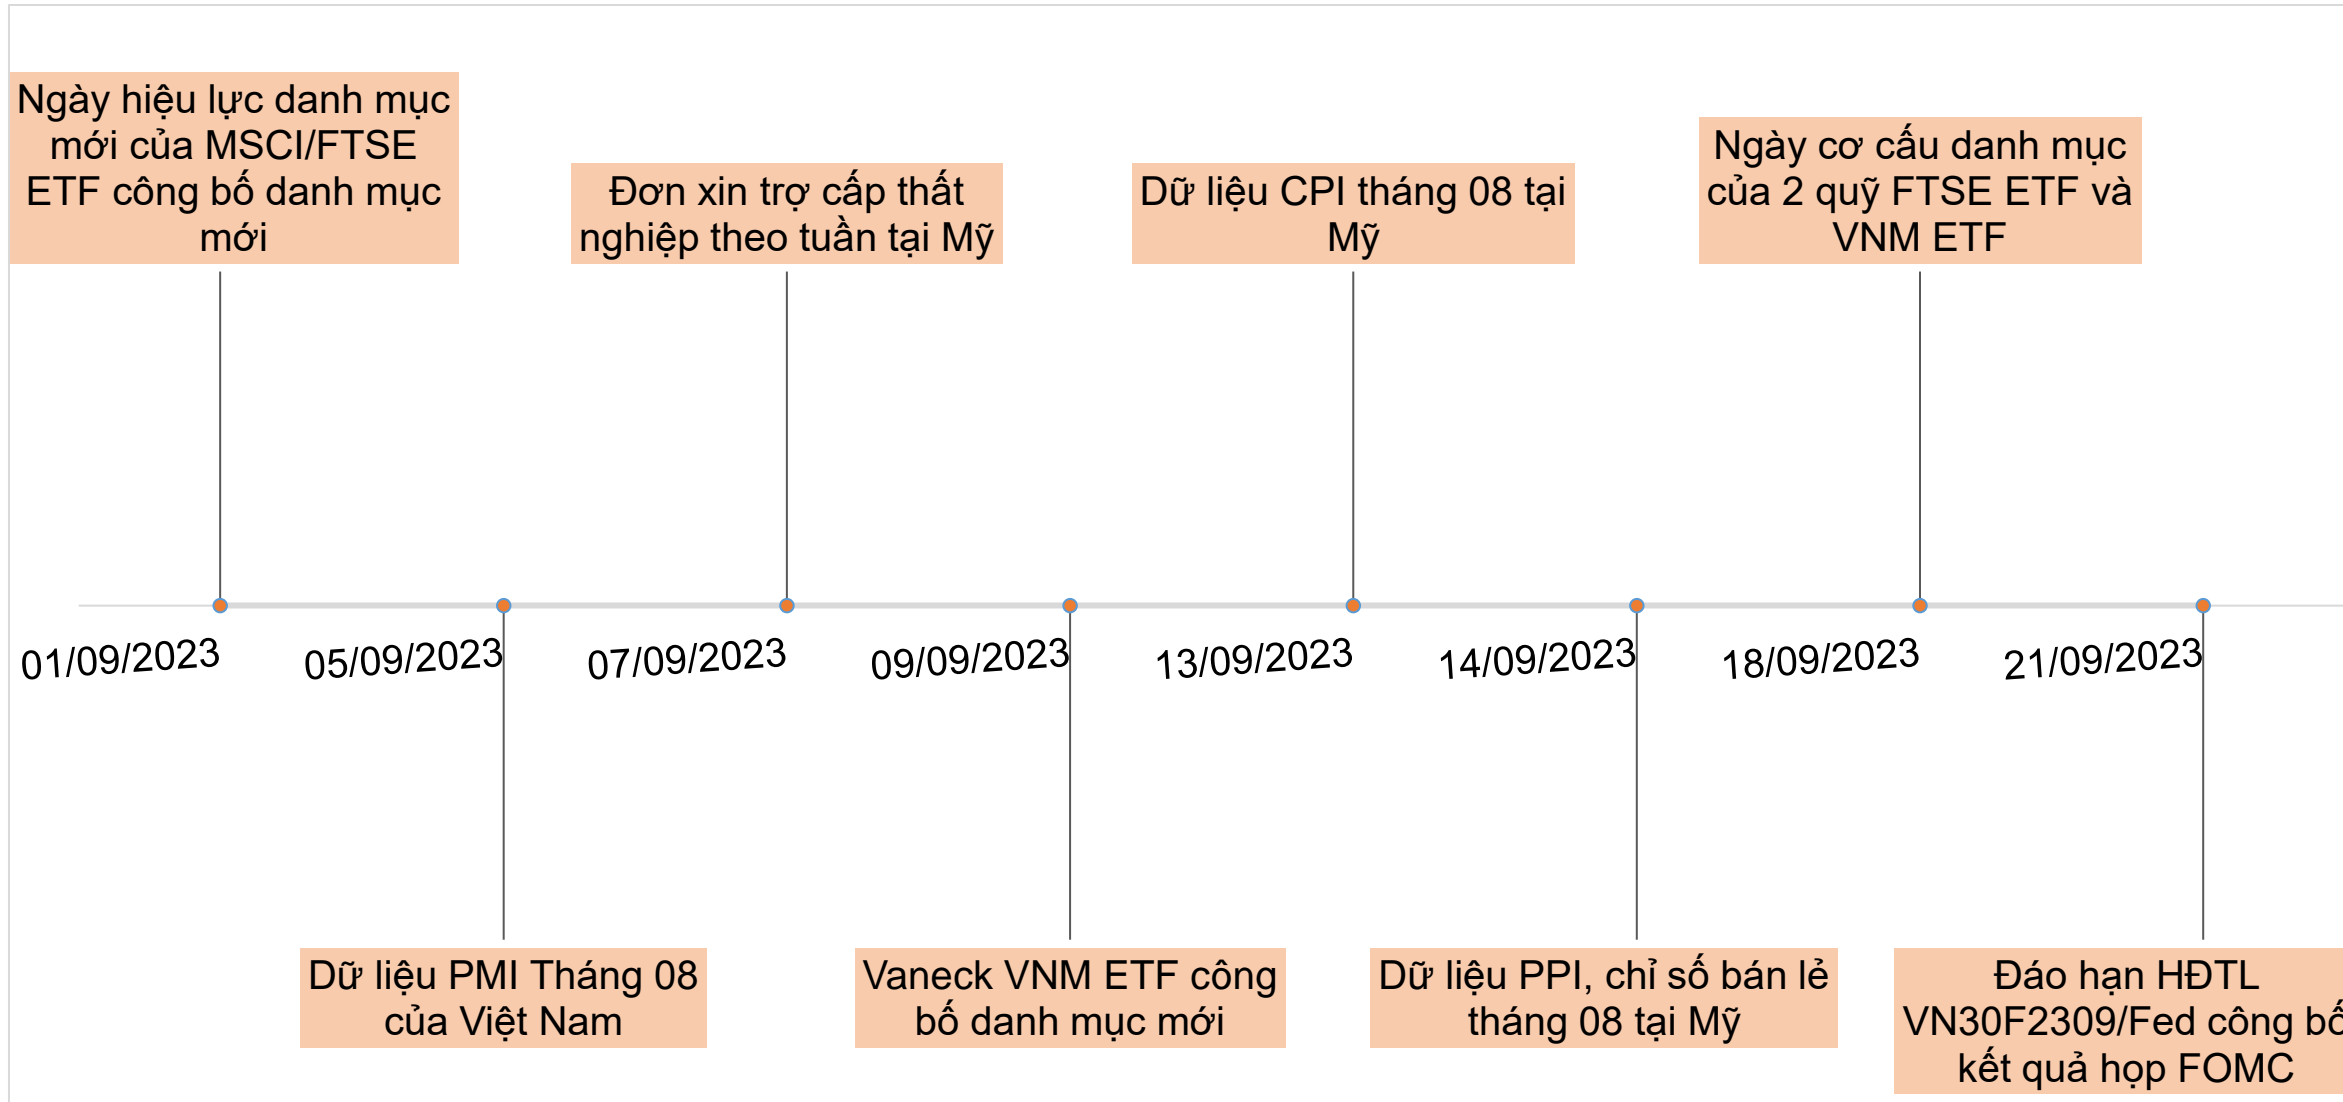 Ngày hiệu lực danh mục
mới của MSCI/FTSE
ETF công bố danh mục
mới
Đơn xin trợ cấp thất
nghiệp theo tuần tại Mỹ
Dữ liệu CPI tháng 08 tại
Mỹ
Ngày cơ cấu danh mục
của 2 quỹ FTSE ETF và
VNM ETF
01/09/2023
05/09/2023
07/09/2023
09/09/2023
13/09/2023
14/09/2023
18/09/2023
21/09/2023
Dữ liệu PMI Tháng 08
của Việt Nam
Vaneck VNM ETF công
bố danh mục mới
Dữ liệu PPI, chỉ số bán lẻ
tháng 08 tại Mỹ
Đáo hạn HĐTL
VN30F2309/Fed công bố
kết quả họp FOMC